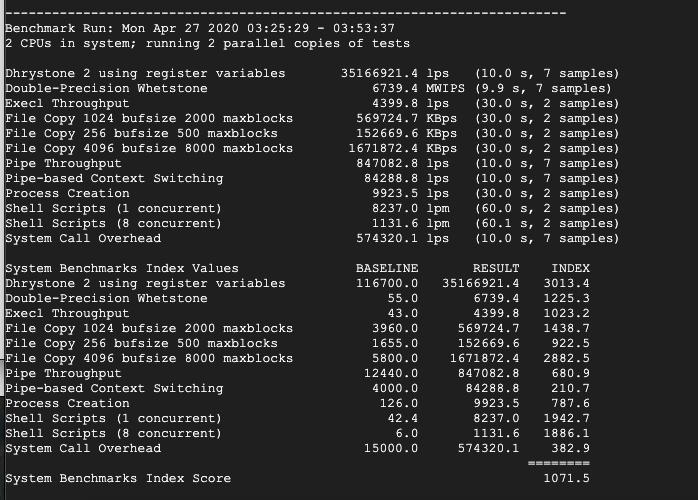 ------------------------------------------------------------------------
Benchmark Run: Mon Apr 27 2020 03:25:29 - 03:53:37
2 CPUs in system; running 2 parallel copies of tests

Dhrystone 2 using register variables       35166921.4 lps   (10.0 s, 7 samples)
Double-Precision Whetstone                     6739.4 MWIPS (9.9 s, 7 samples)
Execl Throughput                               4399.8 lps   (30.0 s, 2 samples)
File Copy 1024 bufsize 2000 maxblocks        569724.7 KBps  (30.0 s, 2 samples)
File Copy 256 bufsize 500 maxblocks          152669.6 KBps  (30.0 s, 2 samples)
File Copy 4096 bufsize 8000 maxblocks       1671872.4 KBps  (30.0 s, 2 samples)
Pipe Throughput                              847082.8 lps   (10.0 s, 7 samples)
Pipe-based Context Switching                  84288.8 lps   (10.0 s, 7 samples)
Process Creation                               9923.5 lps   (30.0 s, 2 samples)
Shell Scripts (1 concurrent)                   8237.0 lpm   (60.0 s, 2 samples)
Shell Scripts (8 concurrent)                   1131.6 lpm   (60.1 s, 2 samples)
System Call Overhead                         574320.1 lps   (10.0 s, 7 samples)

System Benchmarks Index Values               BASELINE       RESULT    INDEX
Dhrystone 2 using register variables         116700.0   35166921.4   3013.4
Double-Precision Whetstone                       55.0       6739.4   1225.3
Execl Throughput                                 43.0       4399.8   1023.2
File Copy 1024 bufsize 2000 maxblocks          3960.0     569724.7   1438.7
File Copy 256 bufsize 500 maxblocks            1655.0     152669.6    922.5
File Copy 4096 bufsize 8000 maxblocks          5800.0    1671872.4   2882.5
Pipe Throughput                               12440.0     847082.8    680.9
Pipe-based Context Switching                   4000.0      84288.8    210.7
Process Creation                                126.0       9923.5    787.6
Shell Scripts (1 concurrent)                     42.4       8237.0   1942.7
Shell Scripts (8 concurrent)                      6.0       1131.6   1886.1
System Call Overhead                          15000.0     574320.1    382.9
                                                                   ========
System Benchmarks Index Score                                        1071.5